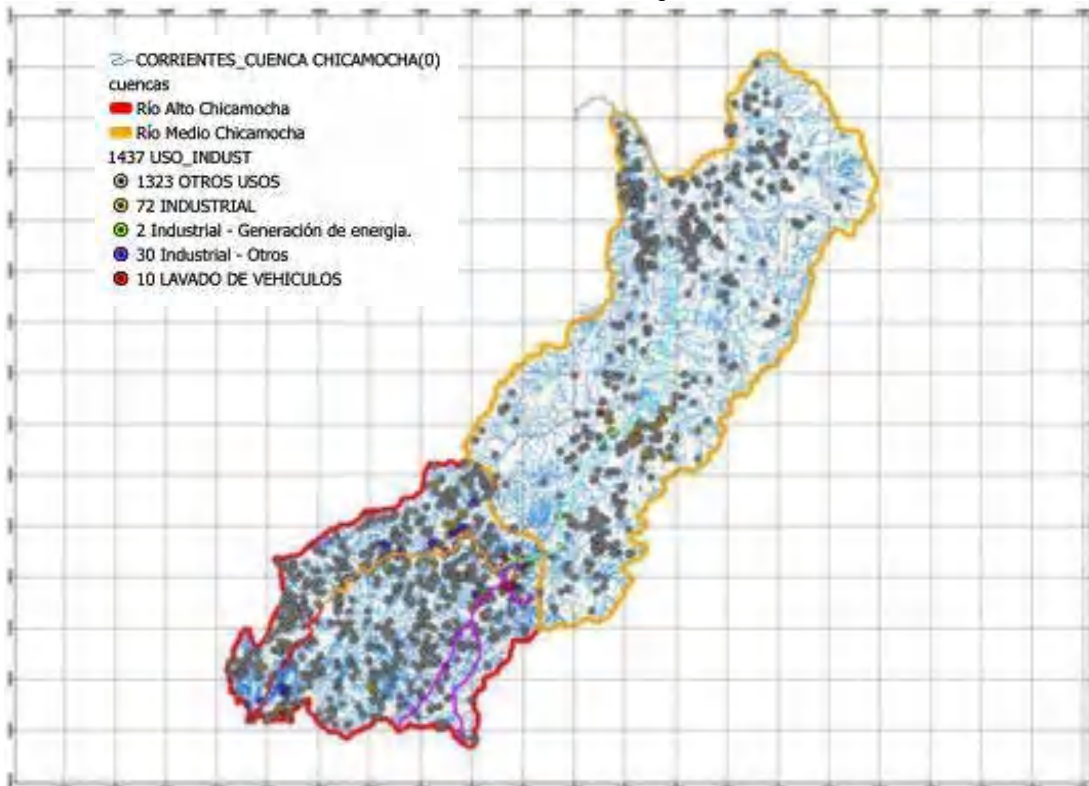 CORRIENTES_CUENCA CHICAMOCHA(0)
cuencas
Río Alto Chicamocha
Río Medio Chicamocha
1437 USO_INDUST
1323 OTROS USOS
72 INDUSTRIAL
2 Industrial - Generación de energia.
30 Industrial - Otros
10 LAVADO DE VEHICULOS